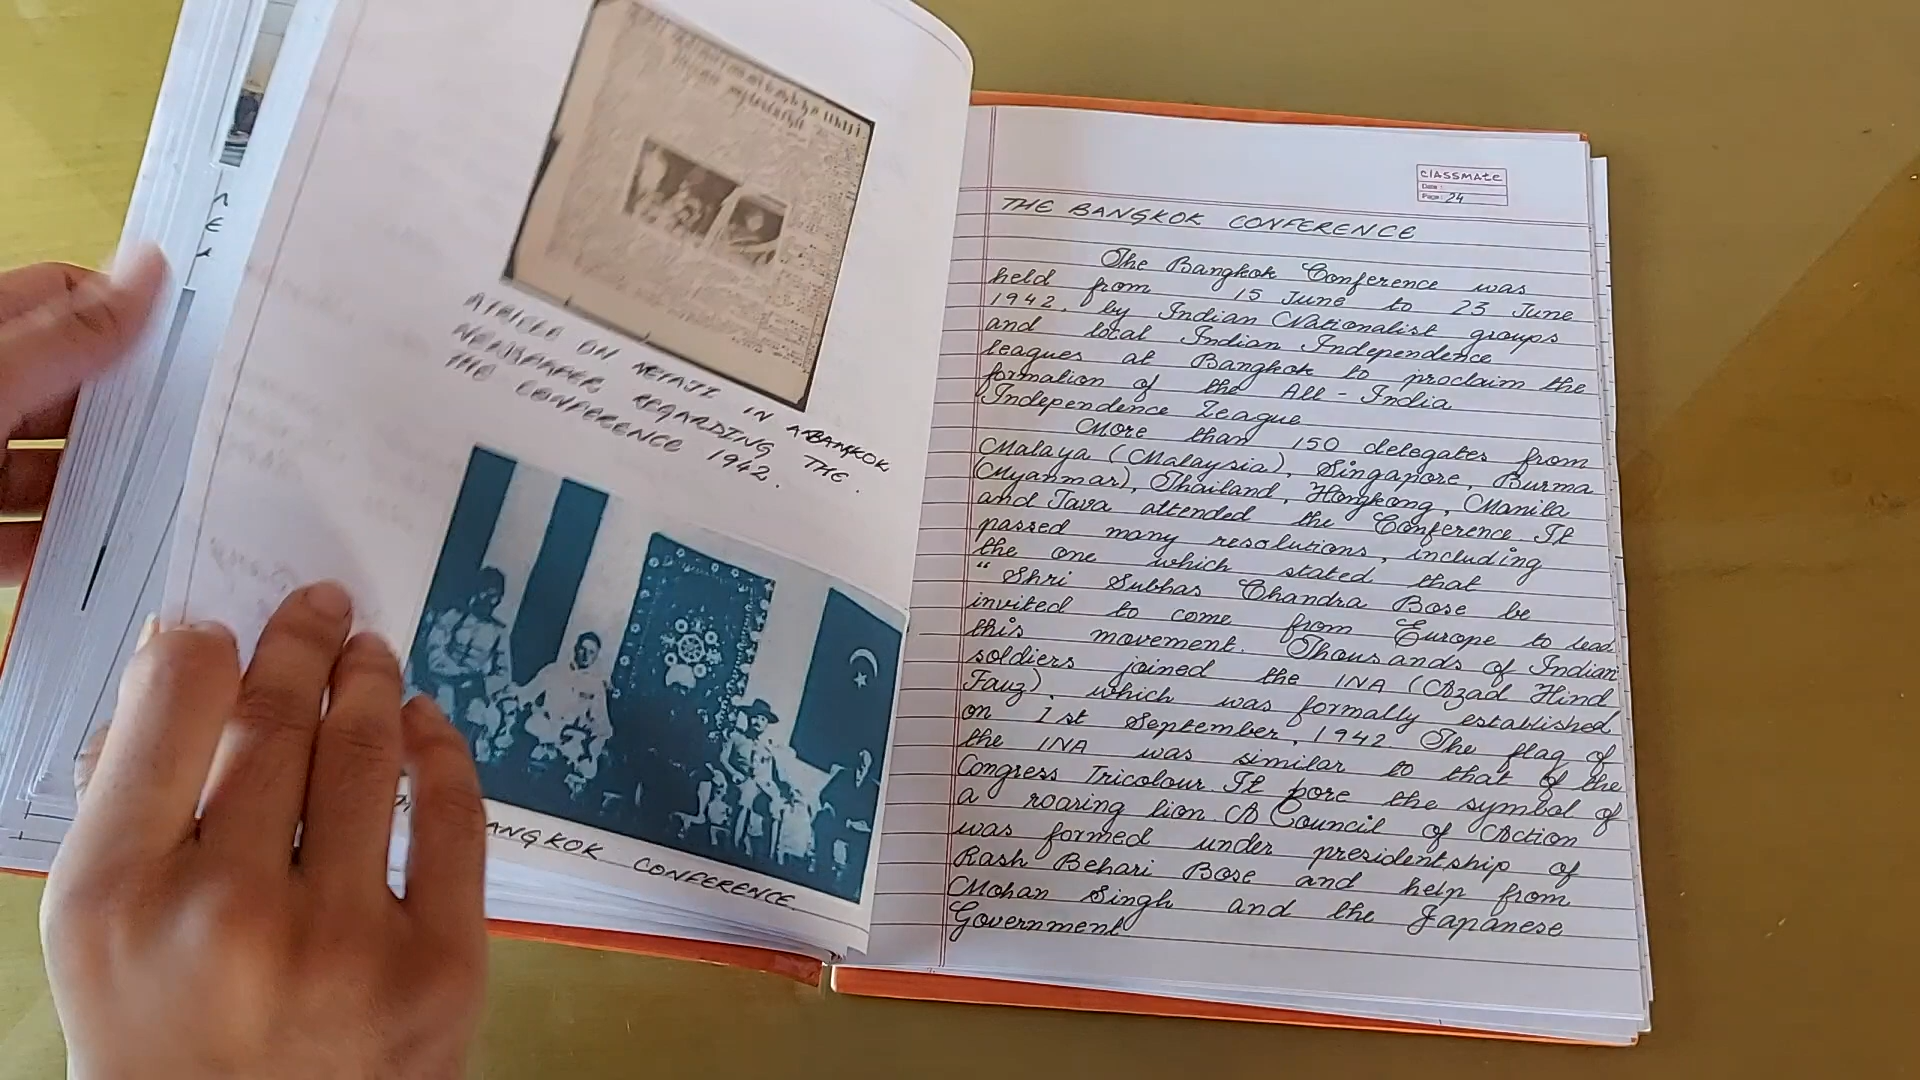 ATRICLE ON NETAJI IN A BANGKOK
NEWSPAPER, REGARDING THE
THE CONFERENCE 1942.
ANGKOK CONFERENCE.
CLASSMATE
Date :
Page : 24
THE BANGKOK CONFERENCE
The Bangkok Conference was
held from 15 June to 23 June
1942, by Indian Nationalist groups
and lotal Indian Independence
leagues at Bangkok to proclaim the
formation of the All - India
Independence League
More than 150 delegates from
Malaya (Malaysia), Singapore, Burma
(Myanmar), Thailand, Hongkong, Manila
and Java attended the Conference. It
passed many resolutions, including
the one which stated that
"Shri Subhas Chandra Bose be
invited to come from Europe to lead
this movement. Thousands of Indian
soldiers joined the INA (Azad Hind
Fauz), which was formally established
on 1st September, 1942. The flag of
the INA was similar to that of the
Congress Tricolour. It bore the symbol of
a roaring lion. A Council of Action
was formed under presidentship of
Rash Behari Bose and help from
Mohan Singh and the Japanese
Government